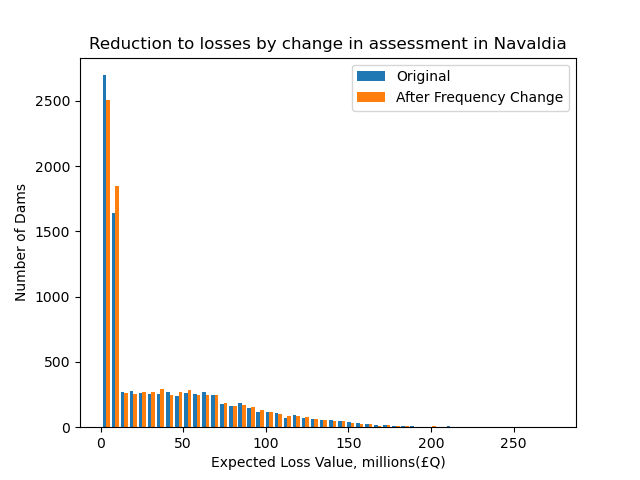 Reduction to losses by change in assessment in Navaldia
Original
After Frequency Change
Number of Dams
2500
2000
1500
1000
500
0
0 50 100 150 200 250
Expected Loss Value, millions(£Q)